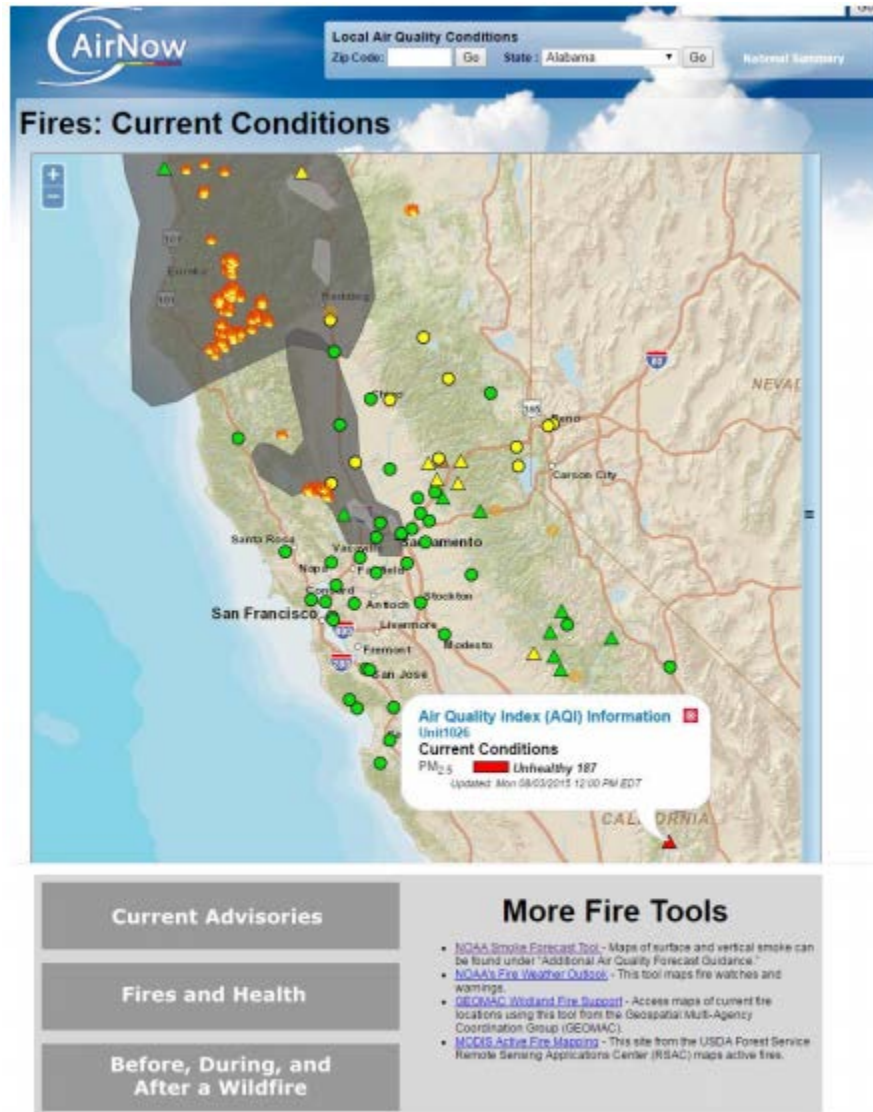 Go
AirNow
Local Air Quality Conditions
Zip Code: Go State : Alabama Go National Summary
Fires: Current Conditions
+
−
101
Eureka
101
Redding
80
NEVAD
Chico
395
Reno
Carson City
Santa Rosa
Sacramento
Vacaville
Napa Fairfield
Concord
Antioch Stockton
San Francisco
Livermore
Modesto
Fremont
San Jose
Air Quality Index (AQI) Information
Unit1026
Current Conditions
PM2.5 Unhealthy 187
Updated: Mon 08/03/2015 12:00 PM EDT
CALIFORNIA
Current Advisories
Fires and Health
Before, During, and
After a Wildfire
More Fire Tools
NOAA Smoke Forecast Tool - Maps of surface and vertical smoke can
be found under "Additional Air Quality Forecast Guidance."
NOAA's Fire Weather Outlook - This tool maps fire watches and
warnings.
GEOMAC Wildland Fire Support - Access maps of current fire
locations using this tool from the Geospatial Multi-Agency
Coordination Group (GEOMAC).
MODIS Active Fire Mapping - This site from the USDA Forest Service
Remote Sensing Applications Center (RSAC) maps active fires.